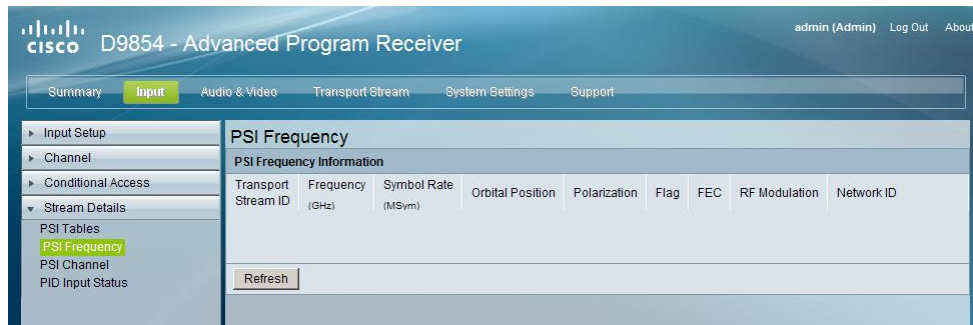 admin (Admin) Log Out About
CISCO D9854 - Advanced Program Receiver
Summary Input Audio & Video Transport Stream System Settings Support
Input Setup
Channel
Conditional Access
Stream Details
PSI Tables
PSI Frequency
PSI Channel
PID Input Status
PSI Frequency
PSI Frequency Information
Transport Stream ID Frequency (GHz) Symbol Rate (MSym) Orbital Position Polarization Flag FEC RF Modulation Network ID
Refresh